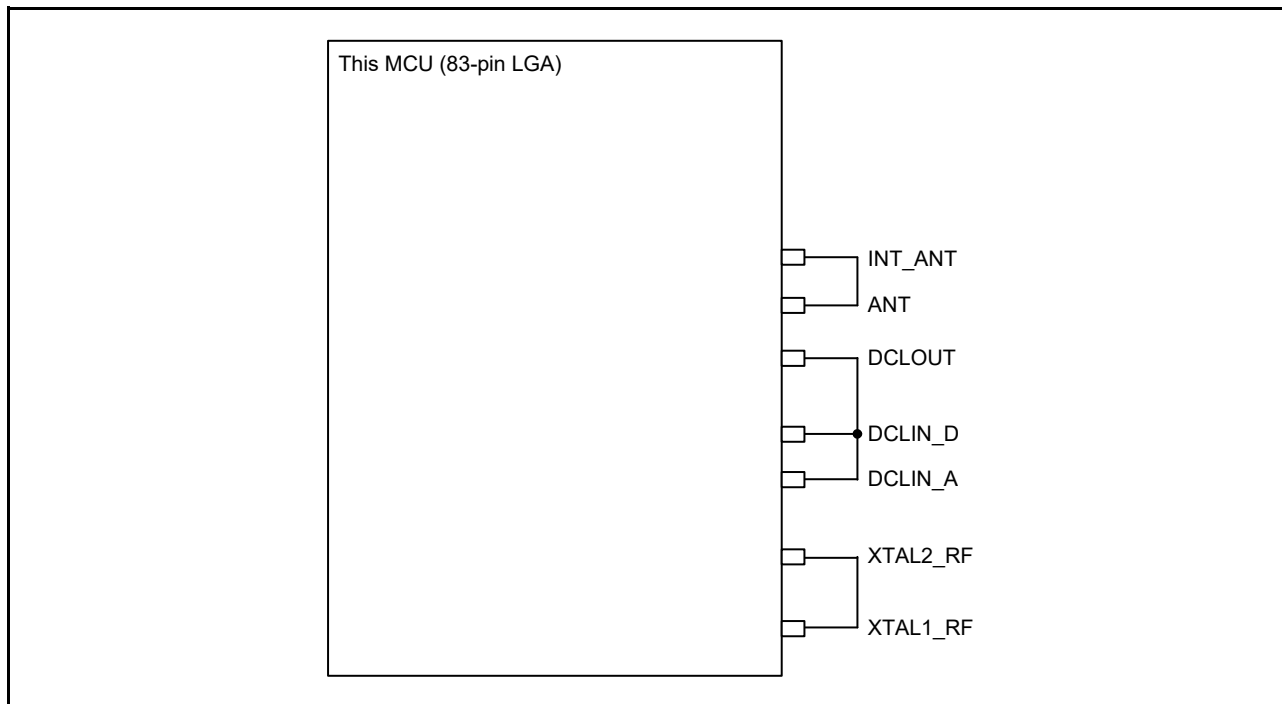 This MCU (83-pin LGA)
INT_ANT
ANT
DCLOUT
DCLIN_D
DCLIN_A
XTAL2_RF
XTAL1_RF